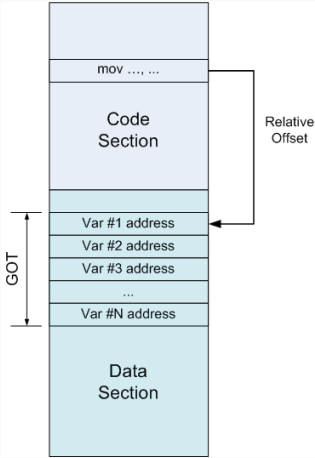 mov ..., ...
Code
Section
Relative
Offset
GOT
Var #1 address
Var #2 address
Var #3 address
...
Var #N address
Data
Section